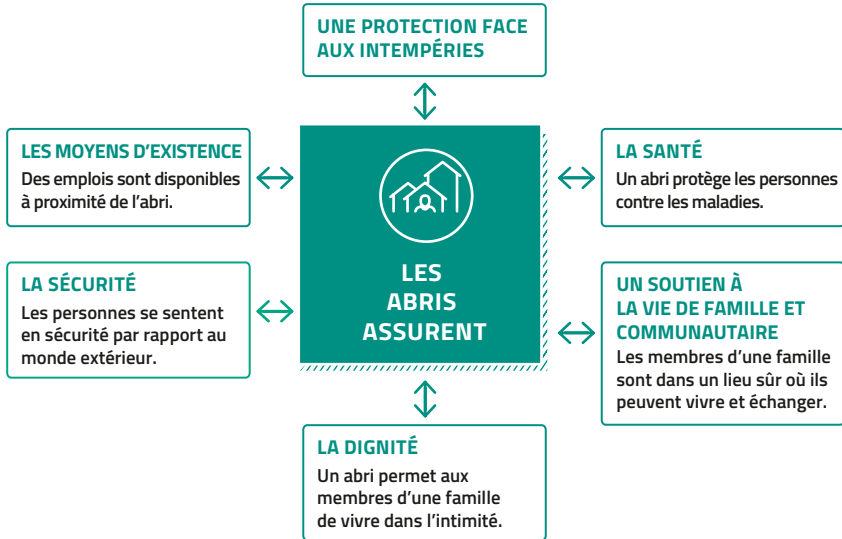 UNE PROTECTION FACE
AUX INTEMPÉRIES
LES MOYENS D'EXISTENCE
Des emplois sont disponibles
à proximité de l’abri.
LA SANTÉ
Un abri protège les personnes
contre les maladies.
LES
ABRIS
ASSURENT
LA SÉCURITÉ
Les personnes se sentent
en sécurité par rapport au
monde extérieur.
UN SOUTIEN À
LA VIE DE FAMILLE ET
COMMUNAUTAIRE
Les membres d’une famille
sont dans un lieu sûr où ils
peuvent vivre et échanger.
LA DIGNITÉ
Un abri permet aux
membres d’une famille
de vivre dans l’intimité.